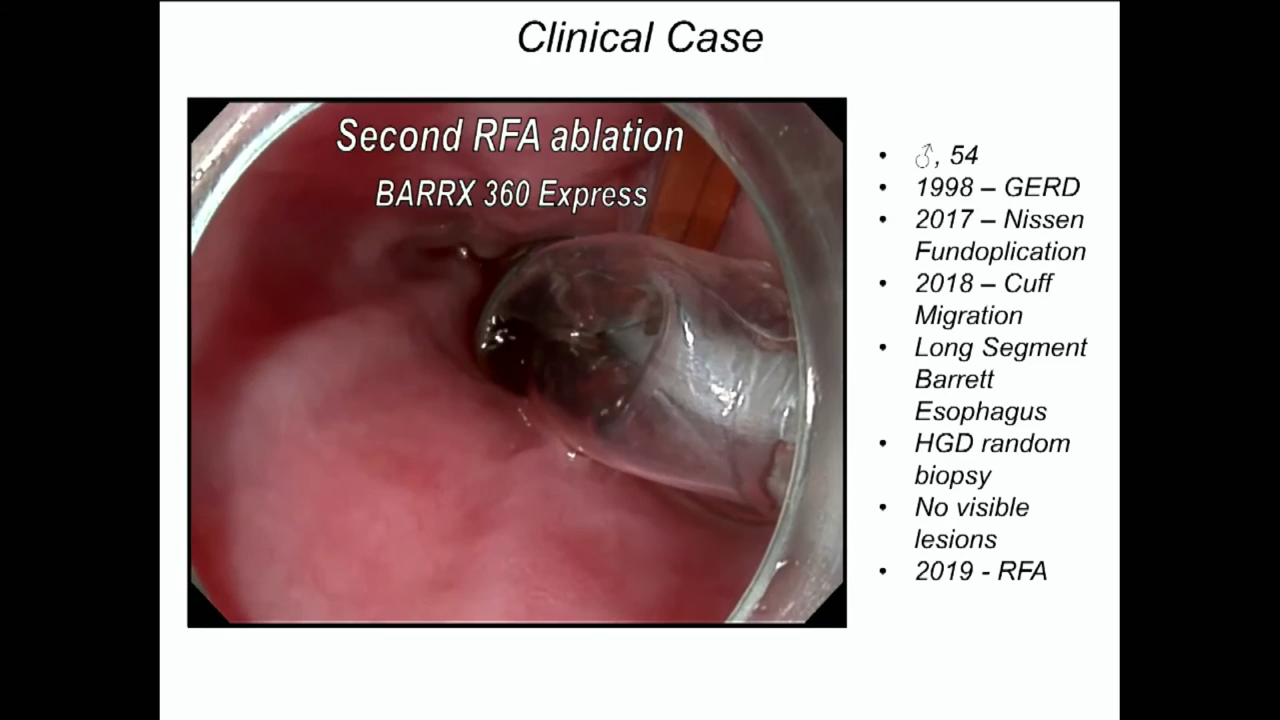 Clinical Case
Second RFA ablation
BARRX 360 Express
• ♂, 54
• 1998 – GERD
• 2017 – Nissen
Fundoplication
• 2018 – Cuff
Migration
• Long Segment
Barrett
Esophagus
• HGD random
biopsy
• No visible
lesions
• 2019 - RFA